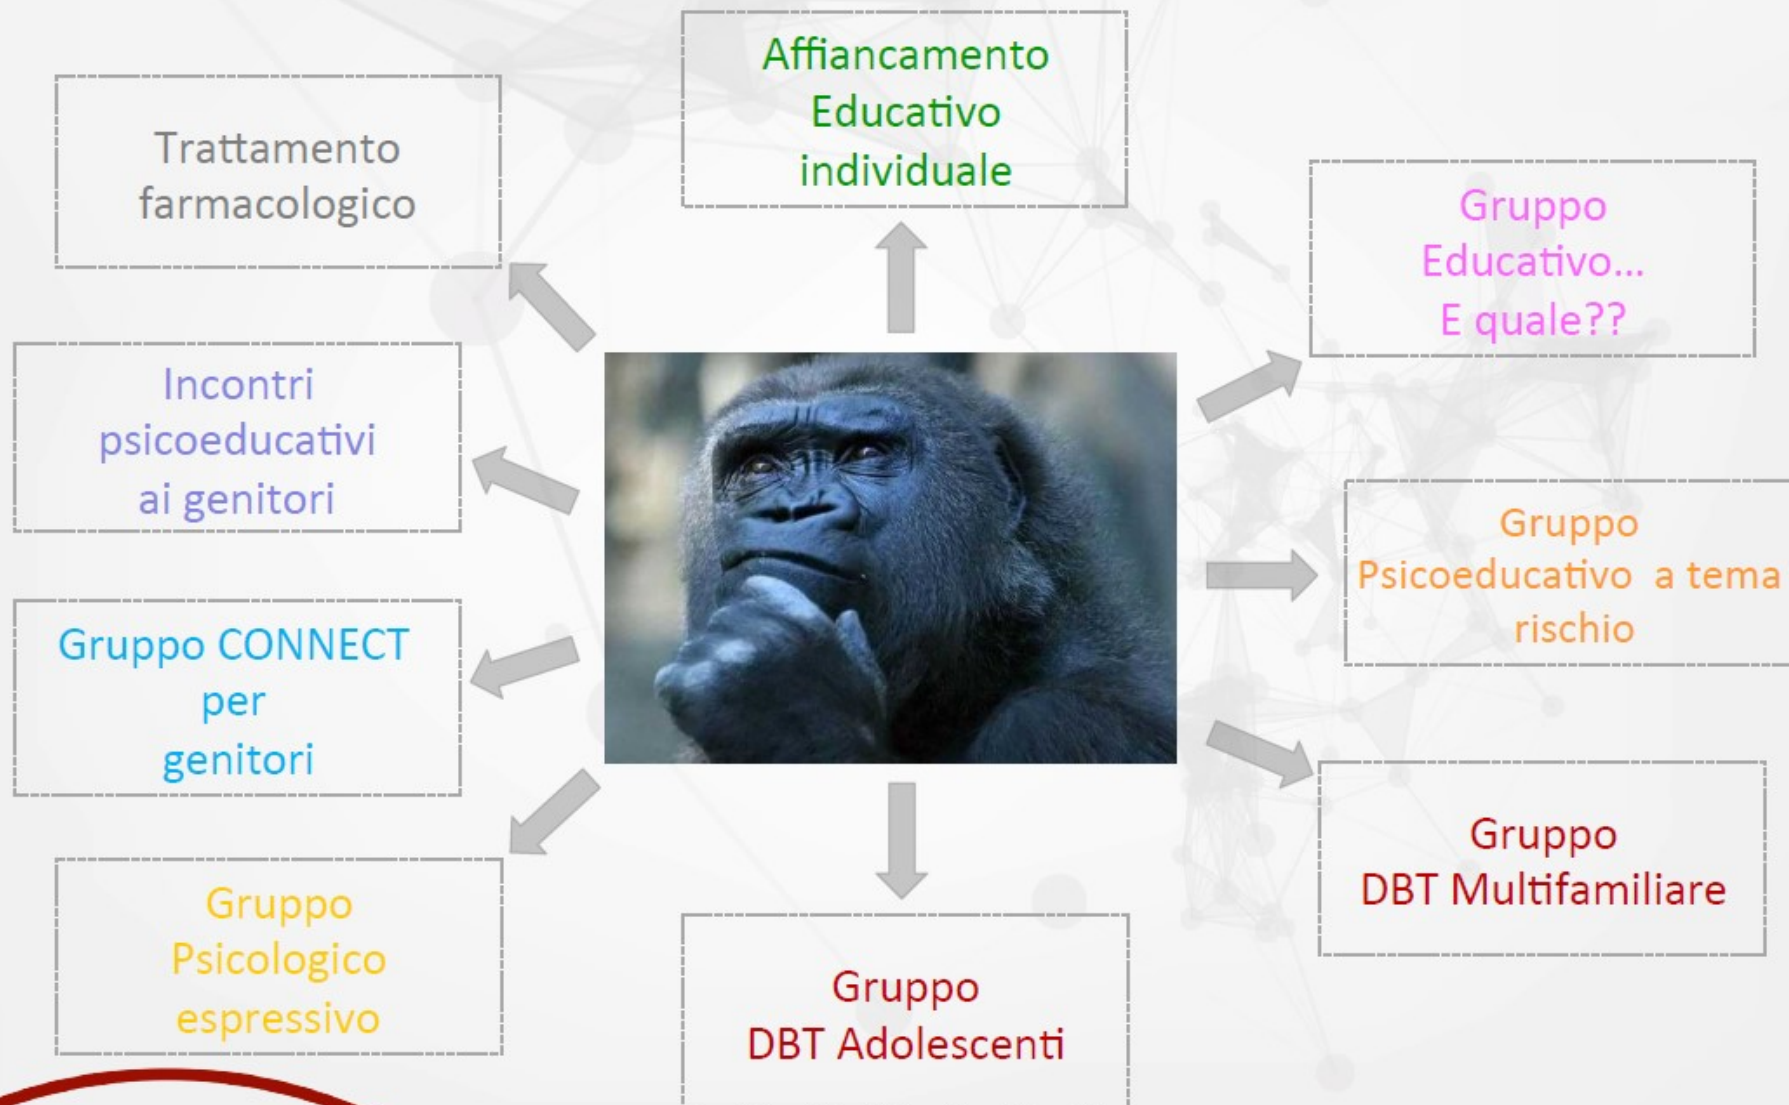 Affiancamento
Educativo
individuale
Trattamento
farmacologico
Gruppo
Educativo...
E quale??
Incontri
psicoeducativi
ai genitori
Gruppo
Psicoeducativo a tema
rischio
Gruppo CONNECT
per
genitori
Gruppo
DBT Multifamiliare
Gruppo
Psicologico
espressivo
Gruppo
DBT Adolescenti